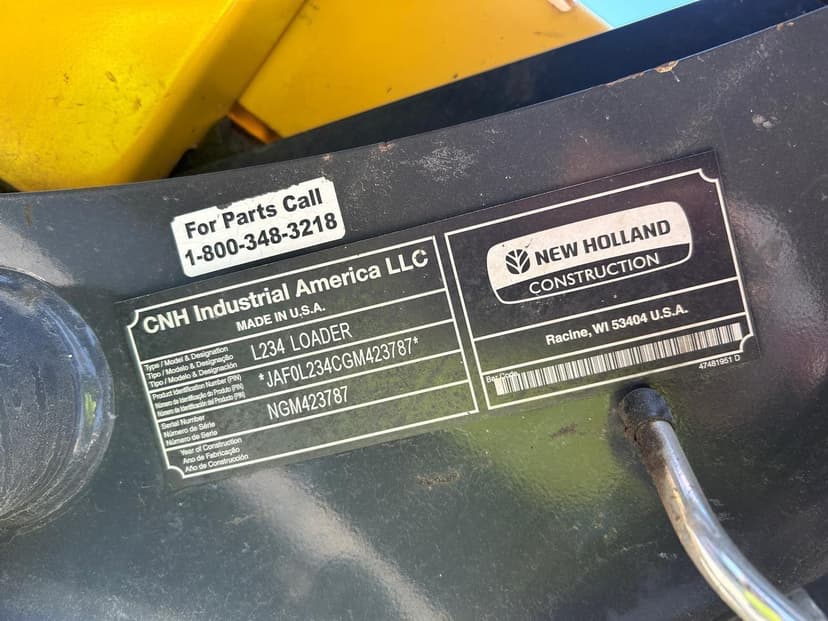 For Parts Call
1-800-348-3218
CNH Industrial America LLC
MADE IN U.S.A.
Type / Model & Designation
Tipo / Modelo & Designação
Tipo / Modelo & Designación
L234 LOADER
Product Identification Number (PIN)
Número de Identificação do Produto (PIN)
Número de Identificación del Producto (PIN)
*JAF0L234CGM423787*
Serial Number
Número de Série
Número de Serie
NGM423787
Year of Construction
Ano de Fabricação
Año de Construcción
NEW HOLLAND
CONSTRUCTION
Racine, WI 53404 U.S.A.
Bar Code
47481951 D